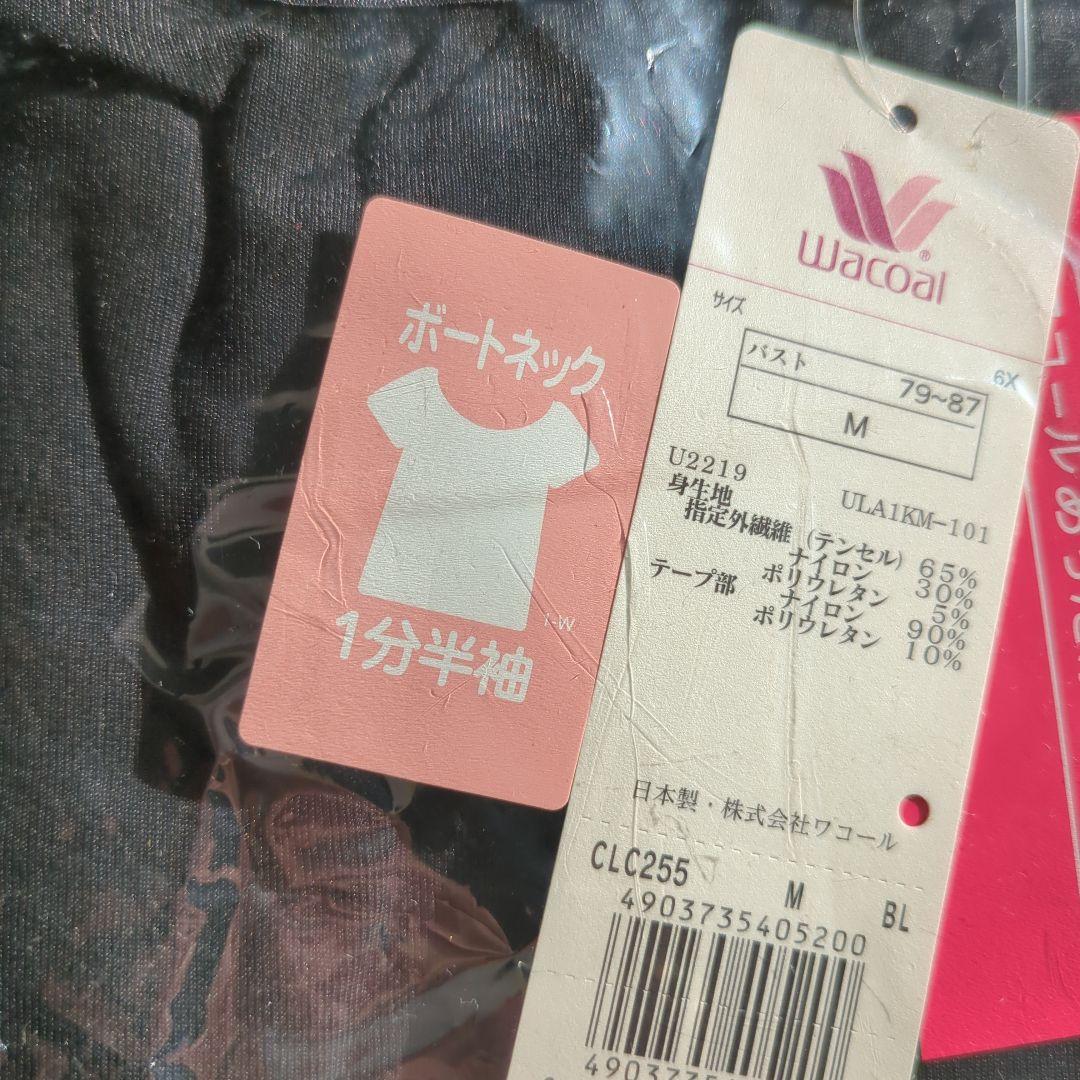 ボートネック
I-W
1分半袖
Wacoal
サイズ
6X
バスト
79~87
M
U2219
ULA1KM-101
身生地
指定外繊維 (テンセル) 65%
ナイロン 30%
ポリウレタン 5%
テープ部 ナイロン 90%
ポリウレタン 10%
日本製・株式会社ワコール
CLC255 M BL
4903735405200